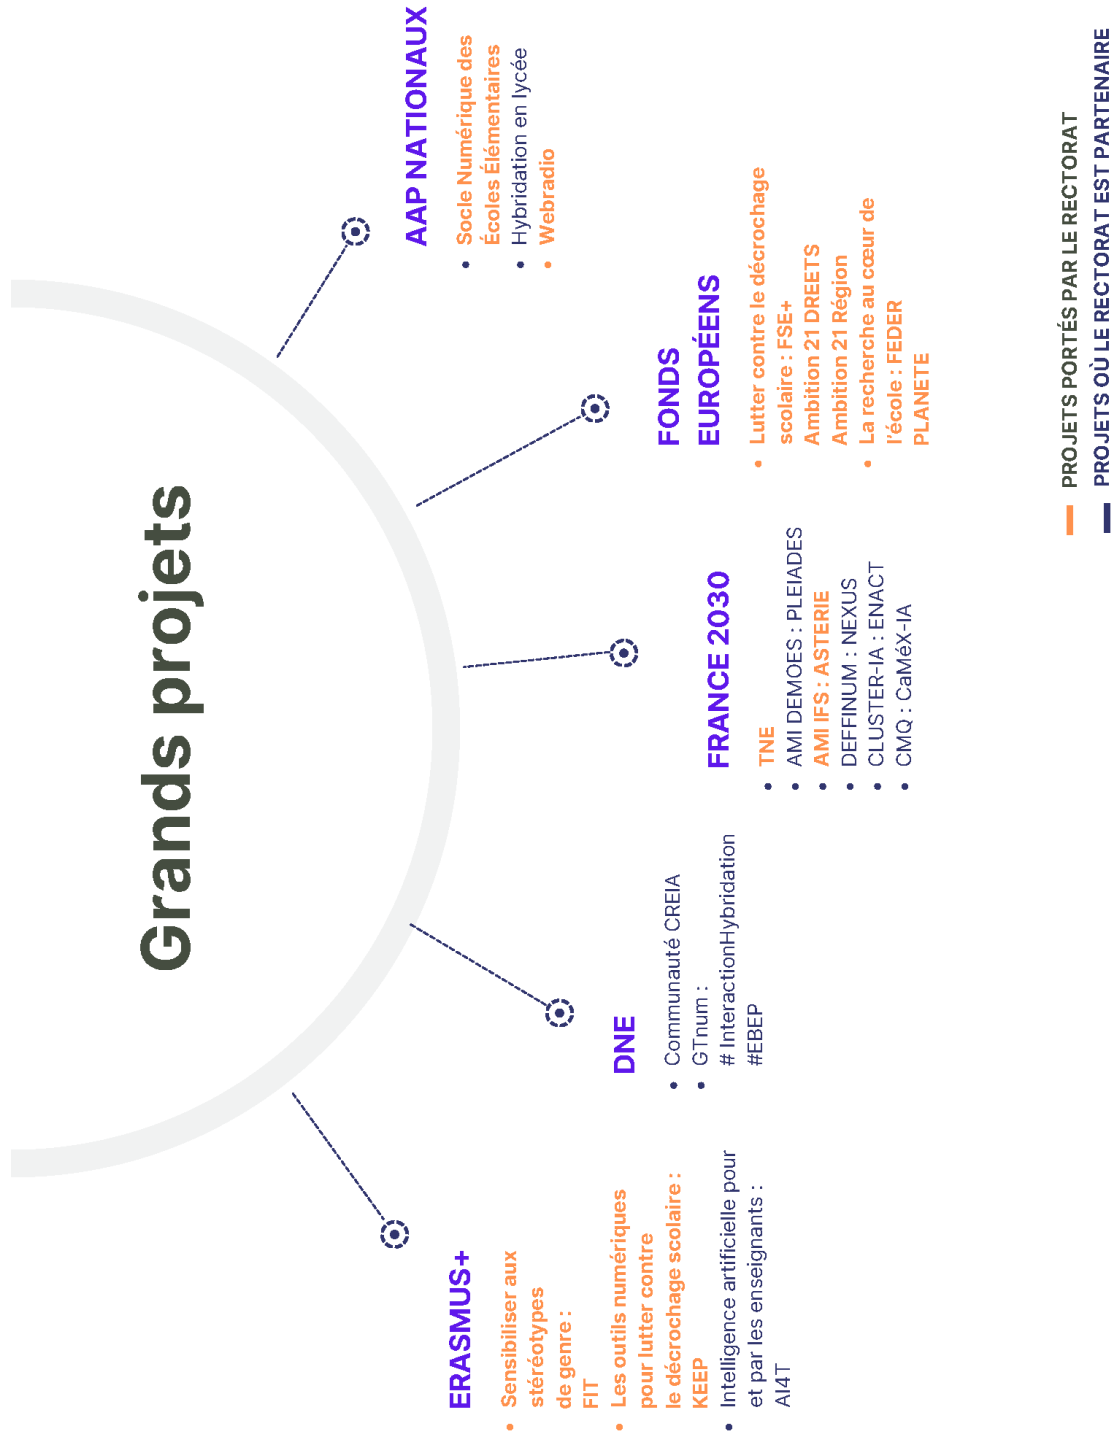 Grands projets
ERASMUS+
• Sensibiliser aux
stéréotypes
de genre :
FIT
• Les outils numériques
pour lutter contre
le décrochage scolaire :
KEEP
• Intelligence artificielle pour
et par les enseignants :
AI4T
DNE
• Communauté CREIA
• GTnum :
# InteractionHybridation
#EBEP
FRANCE 2030
• TNE
• AMI DEMOES : PLEIADES
• AMI IFS : ASTERIE
• DEFFINUM : NEXUS
• CLUSTER-IA : ENACT
• CMQ : CaMéX-IA
FONDS
EUROPÉENS
• Lutter contre le décrochage
scolaire : FSE+
Ambition 21 DREETS
Ambition 21 Région
• La recherche au cœur de
l'école : FEDER
PLANETE
AAP NATIONAUX
• Socle Numérique des
Écoles Élémentaires
• Hybridation en lycée
• Webradio
PROJETS PORTÉS PAR LE RECTORAT
PROJETS OÙ LE RECTORAT EST PARTENAIRE